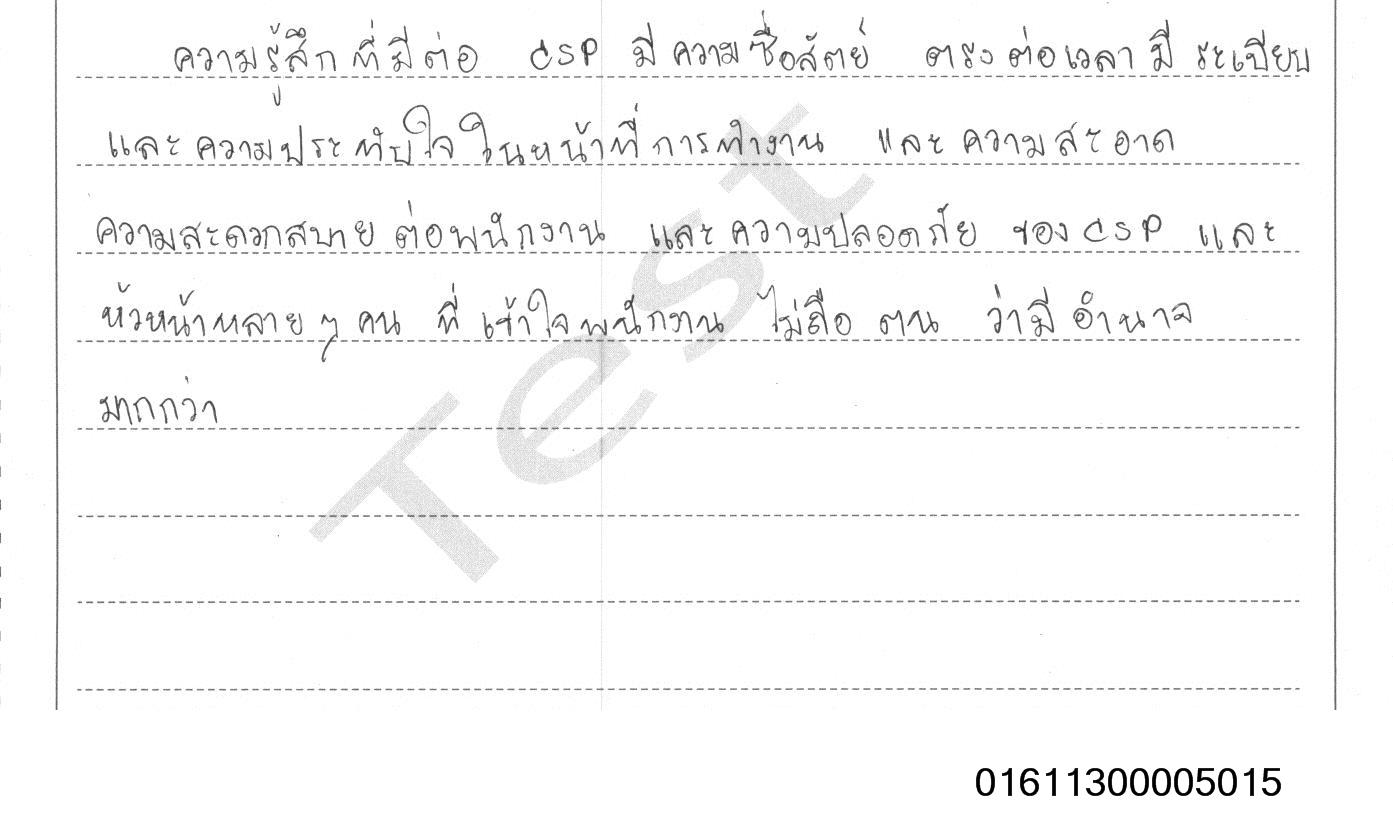 ความรู้สึกที่มีต่อ CSP มีความซื่อสัตย์ ตรงต่อเวลา มีระเบียบ
และความประทับใจในหน้าที่การทำงาน และความสะอาด
ความสะดวกสบายต่อพนักงาน และความปลอดภัย ของ CSP และ
หัวหน้าหลายๆ คน ที่เข้าใจพนักงาน ไม่ถือตน ว่ามีอำนาจ
มากกว่า
Test
01611300005015